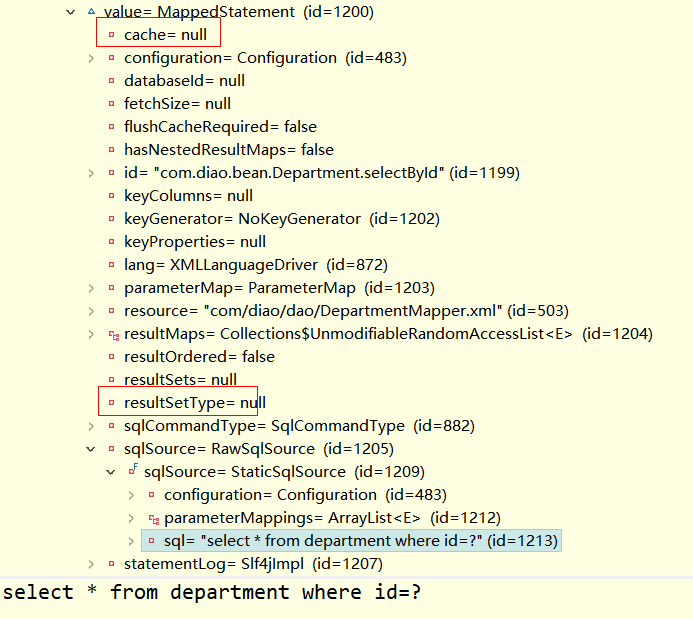 value= MappedStatement (id=1200)
cache= null
configuration= Configuration (id=483)
databaseId= null
fetchSize= null
flushCacheRequired= false
hasNestedResultMaps= false
id= "com.diao.bean.Department.selectById" (id=1199)
keyColumns= null
keyGenerator= NoKeyGenerator (id=1202)
keyProperties= null
lang= XMLLanguageDriver (id=872)
parameterMap= ParameterMap (id=1203)
resource= "com/diao/dao/DepartmentMapper.xml" (id=503)
resultMaps= Collections$UnmodifiableRandomAccessList<E> (id=1204)
resultOrdered= false
resultSets= null
resultSetType= null
sqlCommandType= SqlCommandType (id=882)
sqlSource= RawSqlSource (id=1205)
sqlSource= StaticSqlSource (id=1209)
configuration= Configuration (id=483)
parameterMappings= ArrayList<E> (id=1212)
sql= "select * from department where id=?" (id=1213)
statementLog= Slf4jImpl (id=1207)
select * from department where id=?